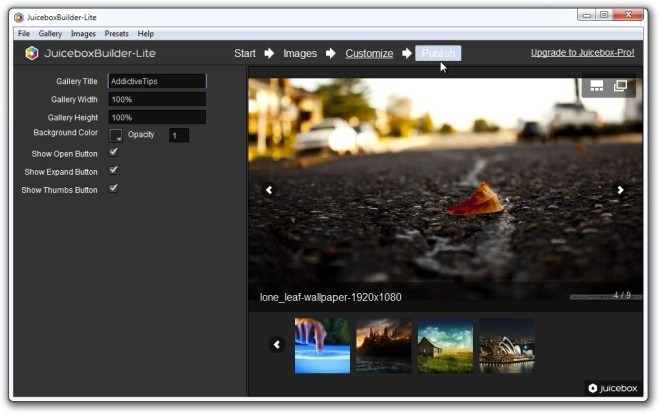 JuiceboxBuilder-Lite
File Gallery Images Presets Help
JuiceboxBuilder-Lite Start Images Customize Publish Upgrade to Juicebox-Pro!
Gallery Title AddictiveTips
Gallery Width 100%
Gallery Height 100%
Background Color Opacity 1
Show Open Button
Show Expand Button
Show Thumbs Button
lone_leaf-wallpaper-1920x1080 4 / 9
juicebox